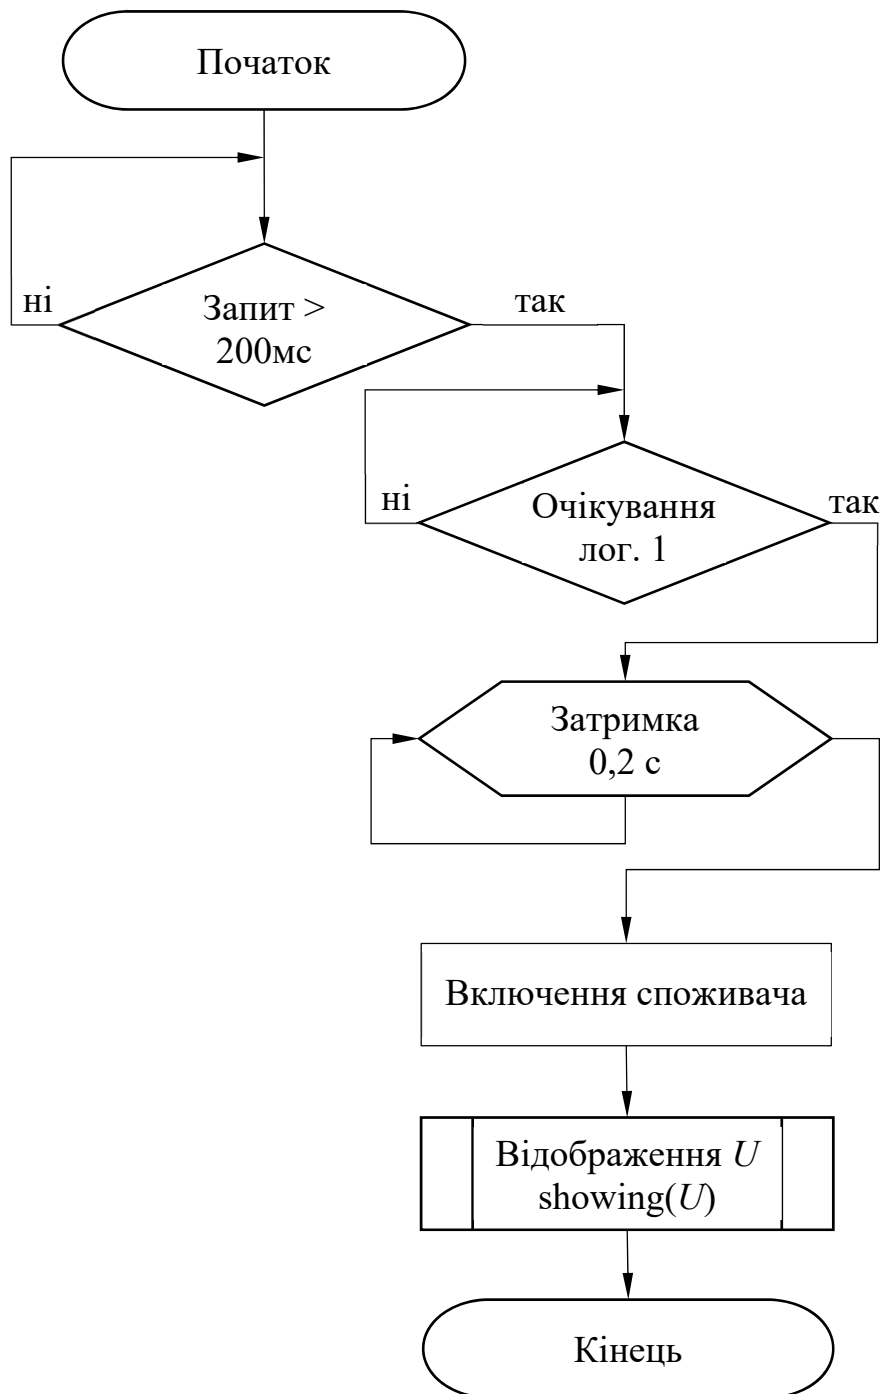 Початок
ні
так
Запит >
200мс
ні
так
Очікування
лог. 1
Затримка
0,2 с
Включення споживача
Відображення U
showing(U)
Кінець